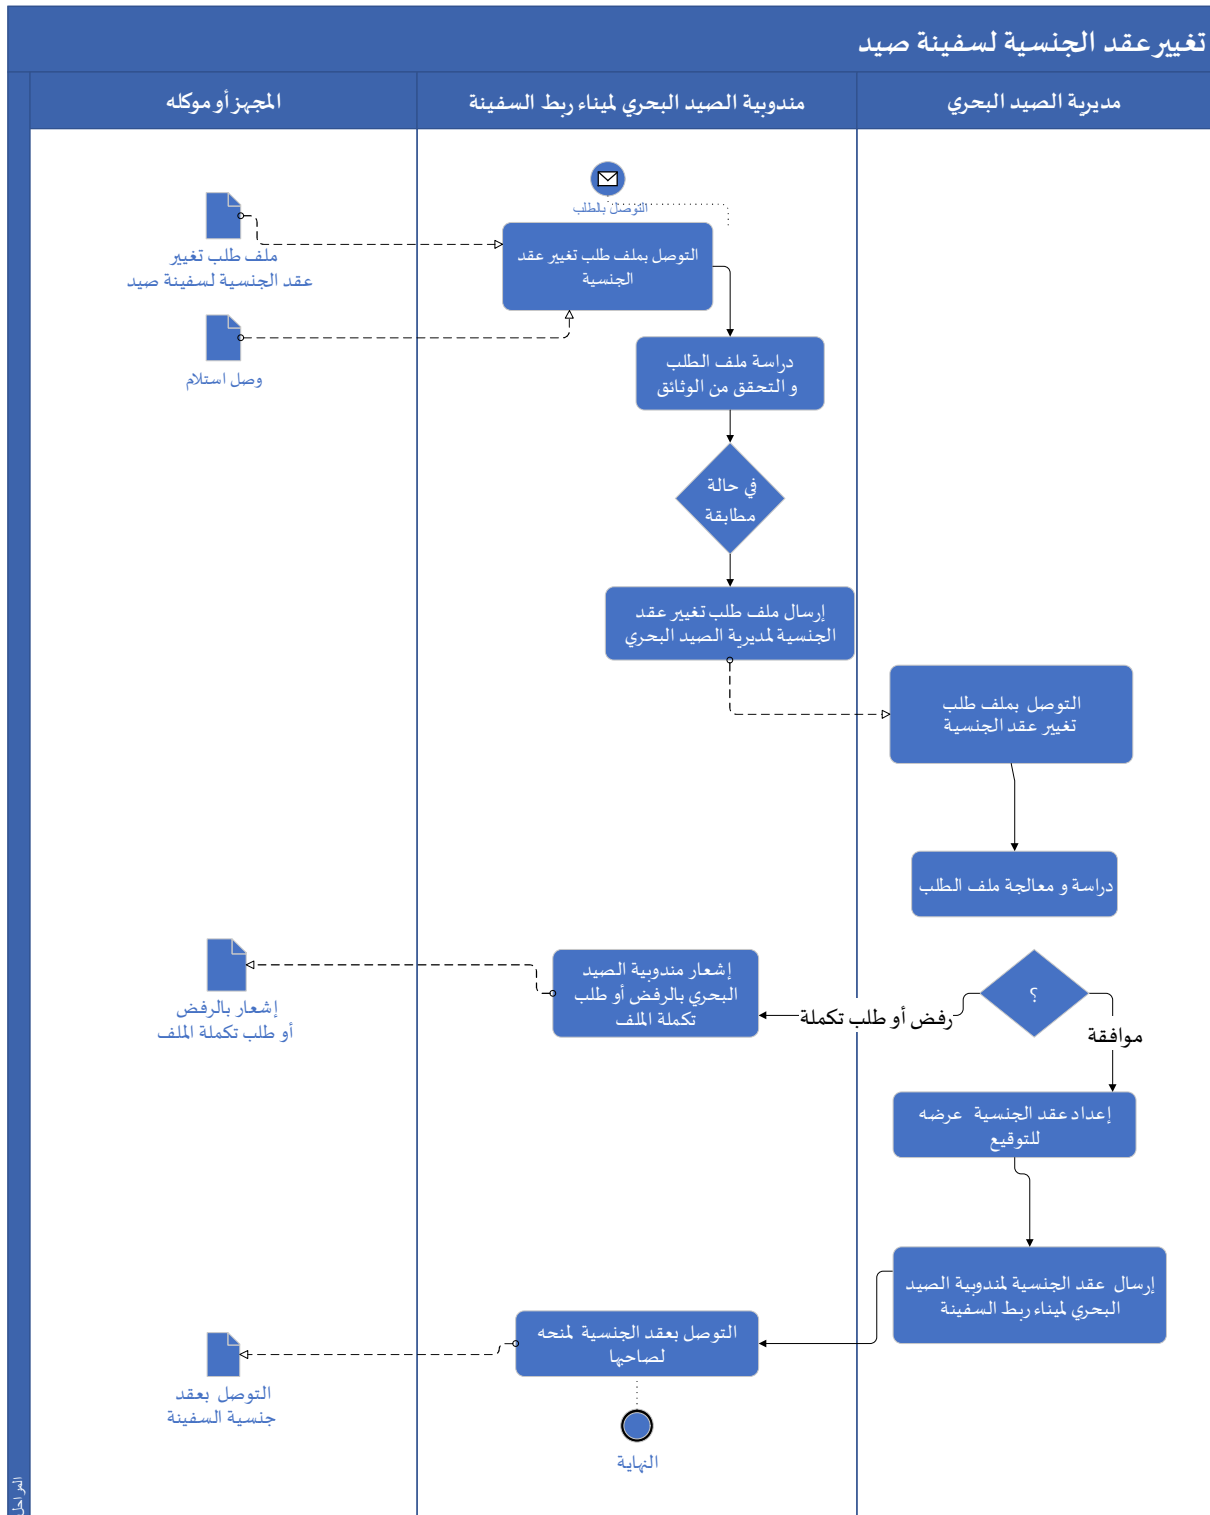 تغيير عقد الجنسية لسفينة صيد
مديرية الصيد البحري
مندوبية الصيد البحري لميناء ربط السفينة
المجهز أو موكله
التوصل بالطلب
ملف طلب تغيير
عقد الجنسية لسفينة صيد
التوصل بملف طلب تغيير عقد
الجنسية
وصل استلام
دراسة ملف الطلب
و التحقق من الوثائق
في حالة
مطابقة
إرسال ملف طلب تغيير عقد
الجنسية لمديرية الصيد البحري
التوصل بملف طلب
تغيير عقد الجنسية
دراسة و معالجة ملف الطلب
؟
موافقة
رفض أو طلب تكملة
إشعار مندوبية الصيد
البحري بالرفض أو طلب
تكملة الملف
إشعار بالرفض
أو طلب تكملة الملف
إعداد عقد الجنسية عرضه
للتوقيع
إرسال عقد الجنسية لمندوبية الصيد
البحري لميناء ربط السفينة
التوصل بعقد الجنسية لمنحه
لصاحبها
التوصل بعقد
جنسية السفينة
النهاية
المراحل